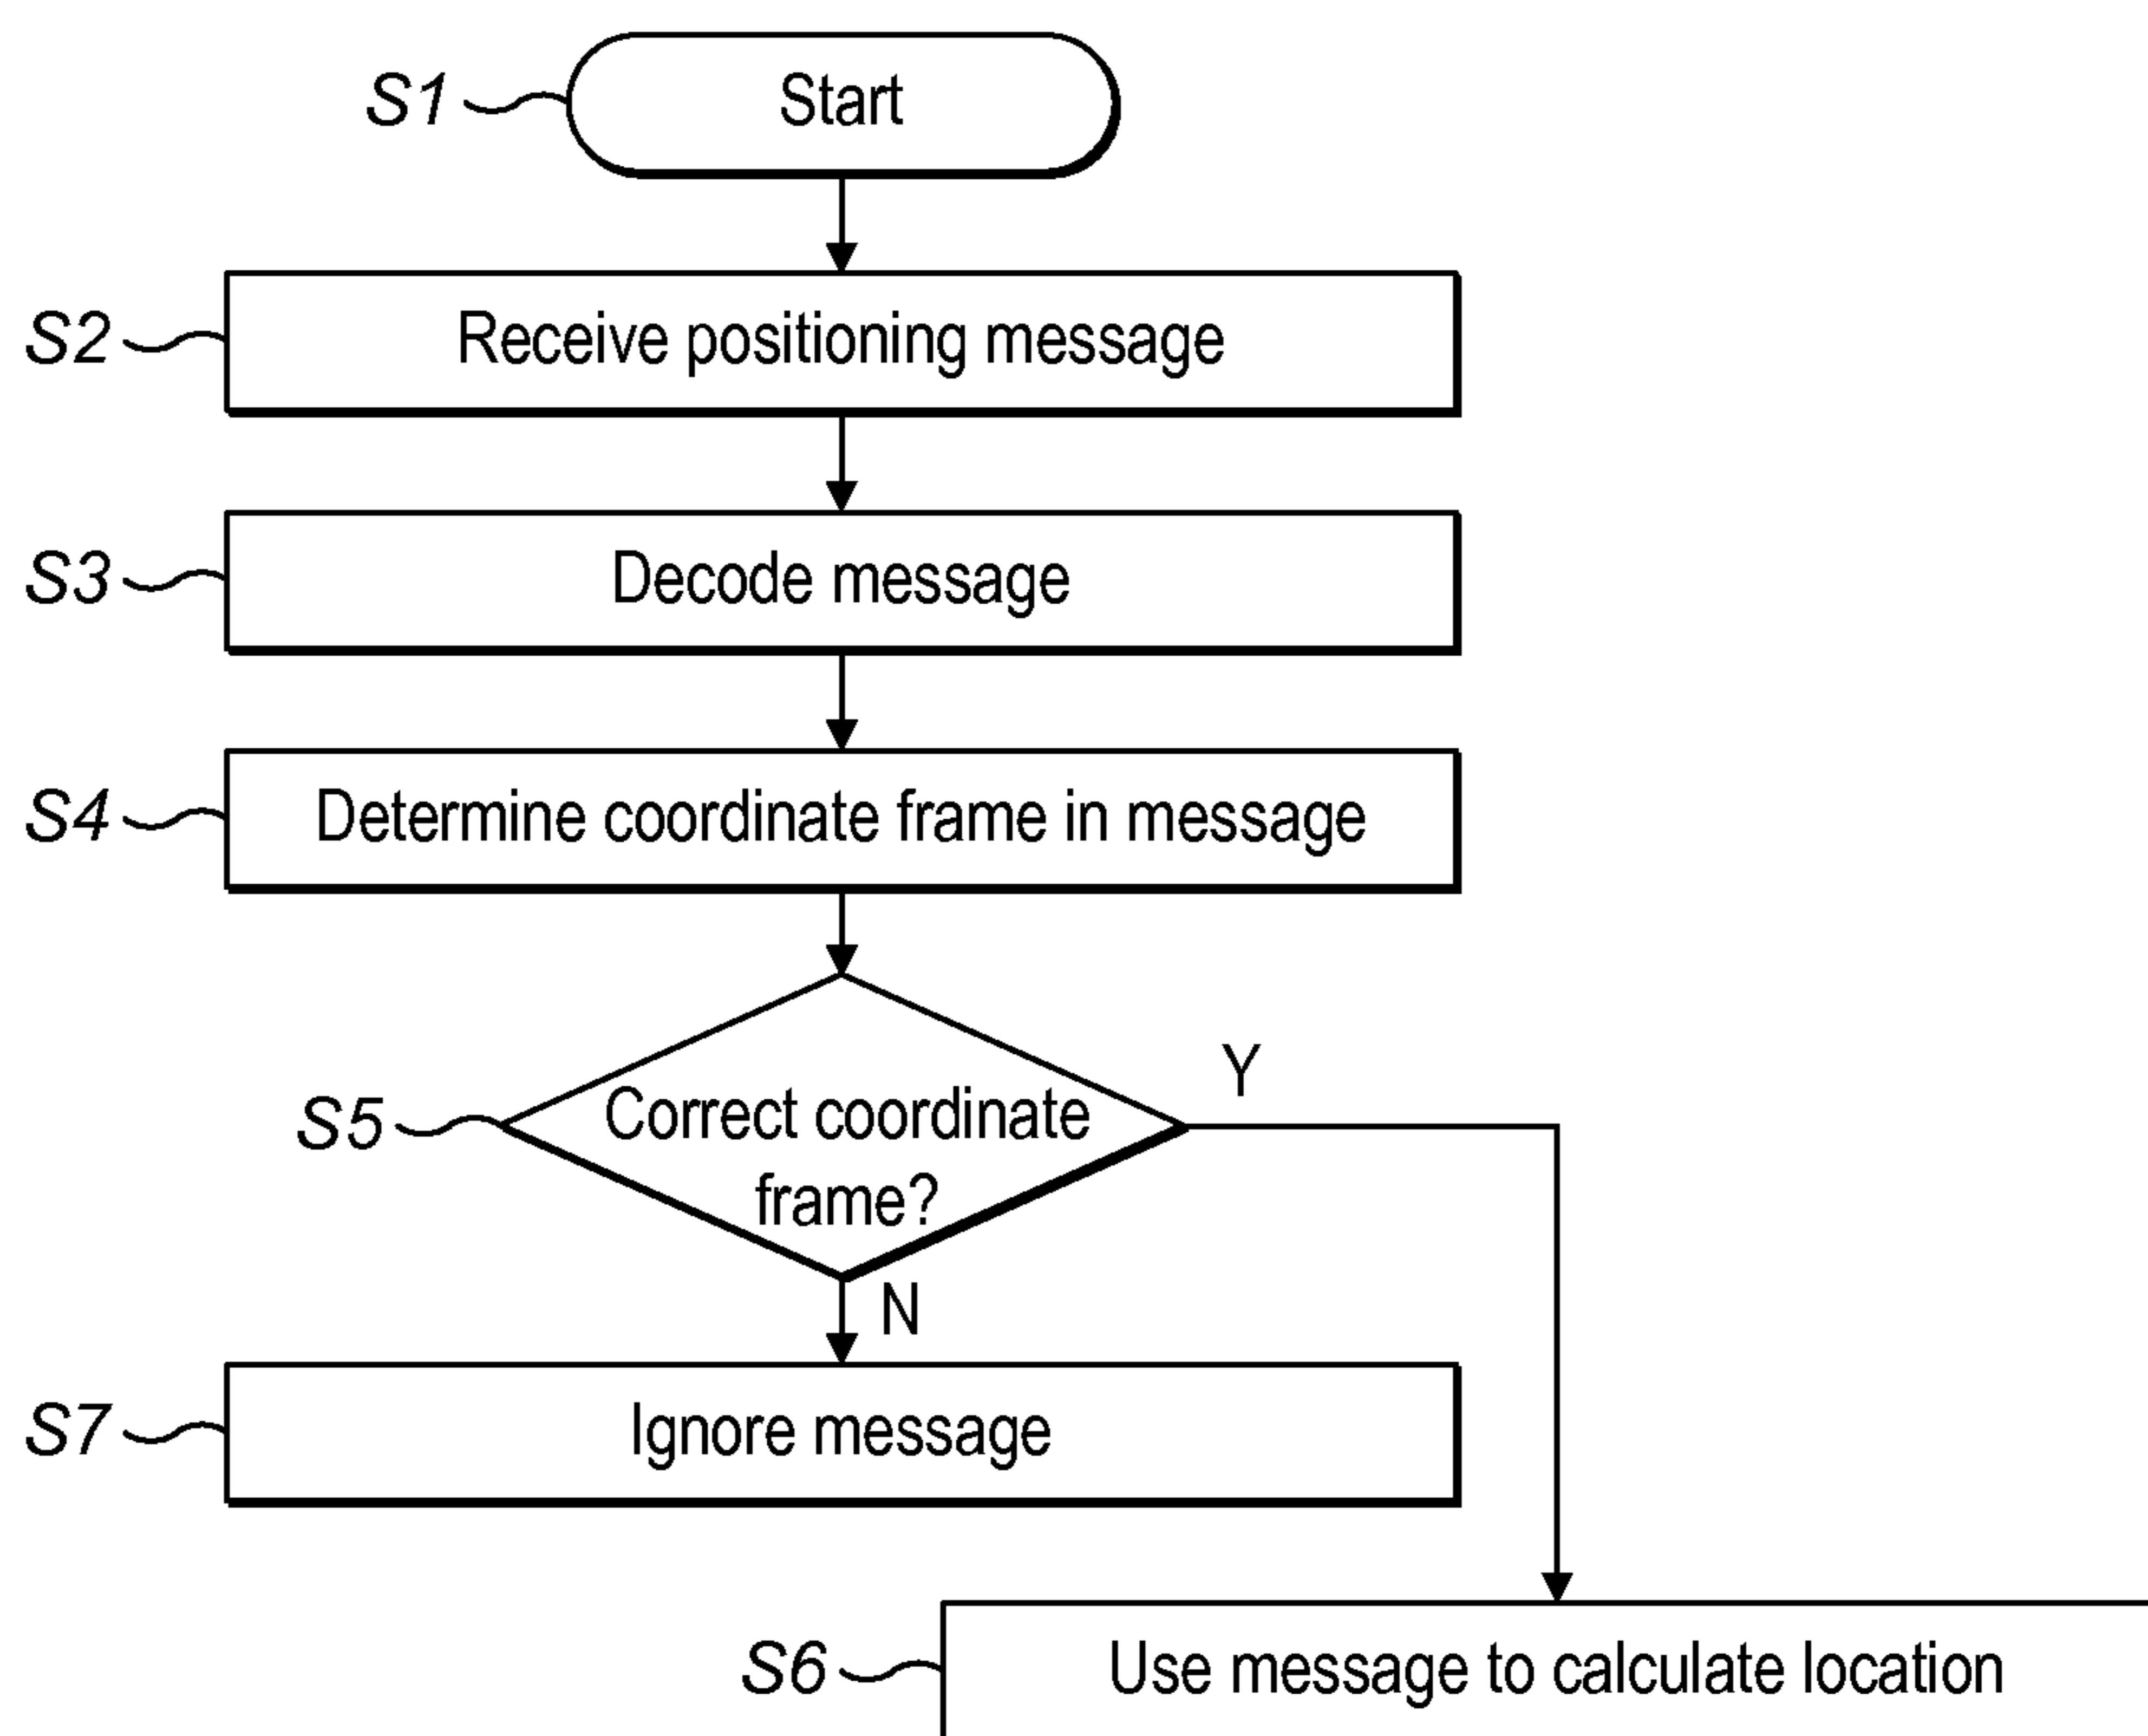 S1
Start
S2
Receive positioning message
S3
Decode message
S4
Determine coordinate frame in message
Y
S5
Correct coordinate
frame?
N
S7
Ignore message
S6
Use message to calculate location